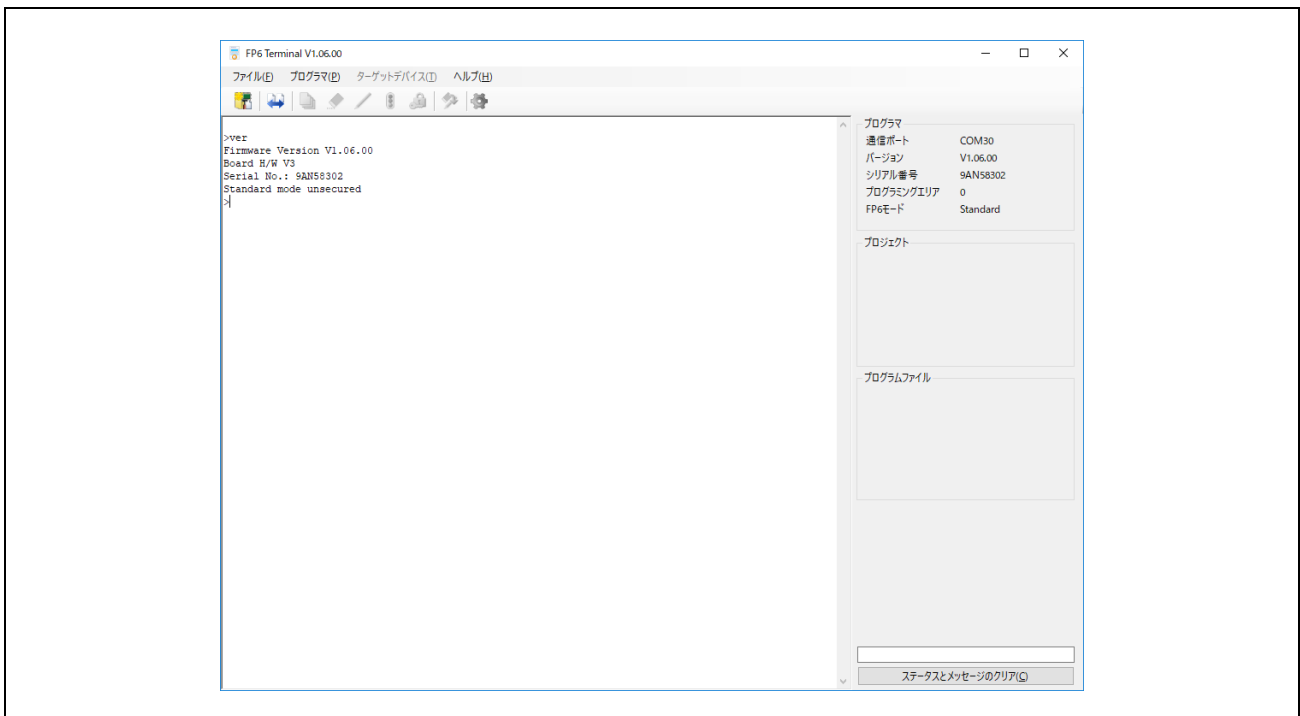 FP6 Terminal V1.06.00
ファイル(F) プログラマ(P) ターゲットデバイス(T) ヘルプ(H)
>ver
Firmware Version V1.06.00
Board H/W V3
Serial No.: 9AN58302
Standard mode unsecured
>
プログラマ
通信ポート COM30
バージョン V1.06.00
シリアル番号 9AN58302
プログラミングエリア 0
FP6モード Standard
プロジェクト
プログラムファイル
ステータスとメッセージのクリア(C)